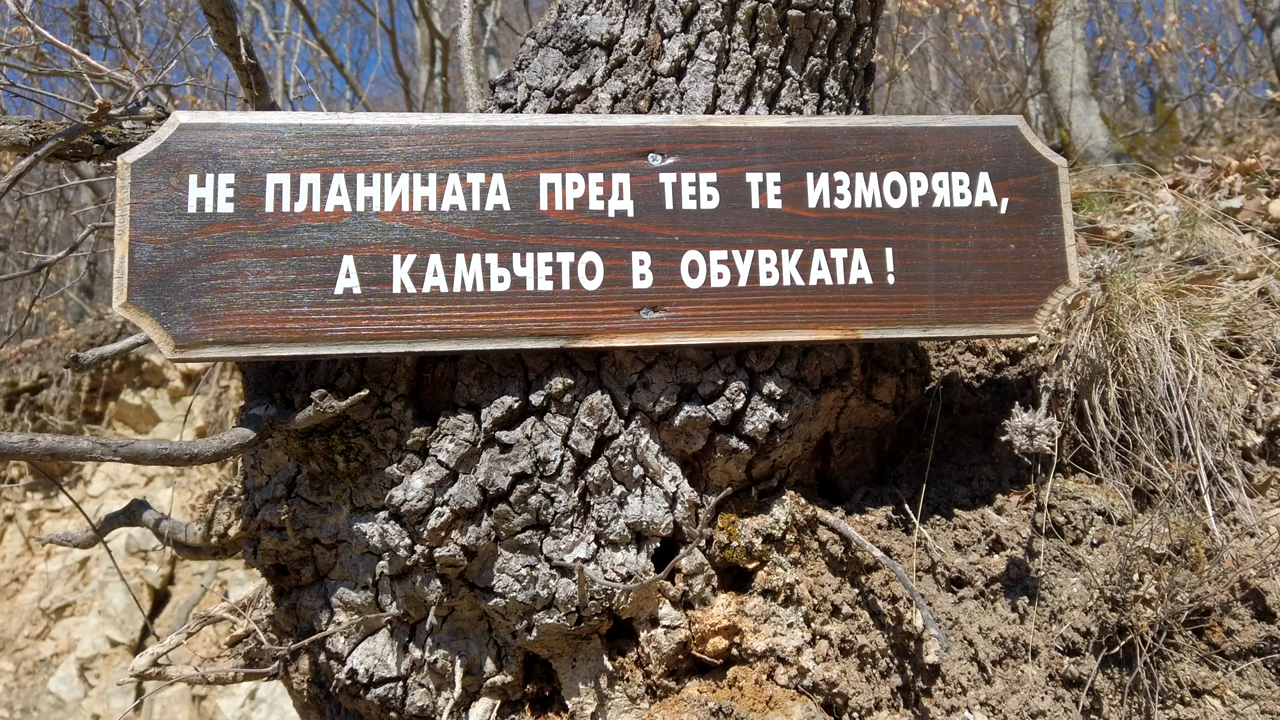 НЕ ПЛАНИНАТА ПРЕД ТЕБ ТЕ ИЗМОРЯВА,
А КАМЪЧЕТО В ОБУВКАТА!